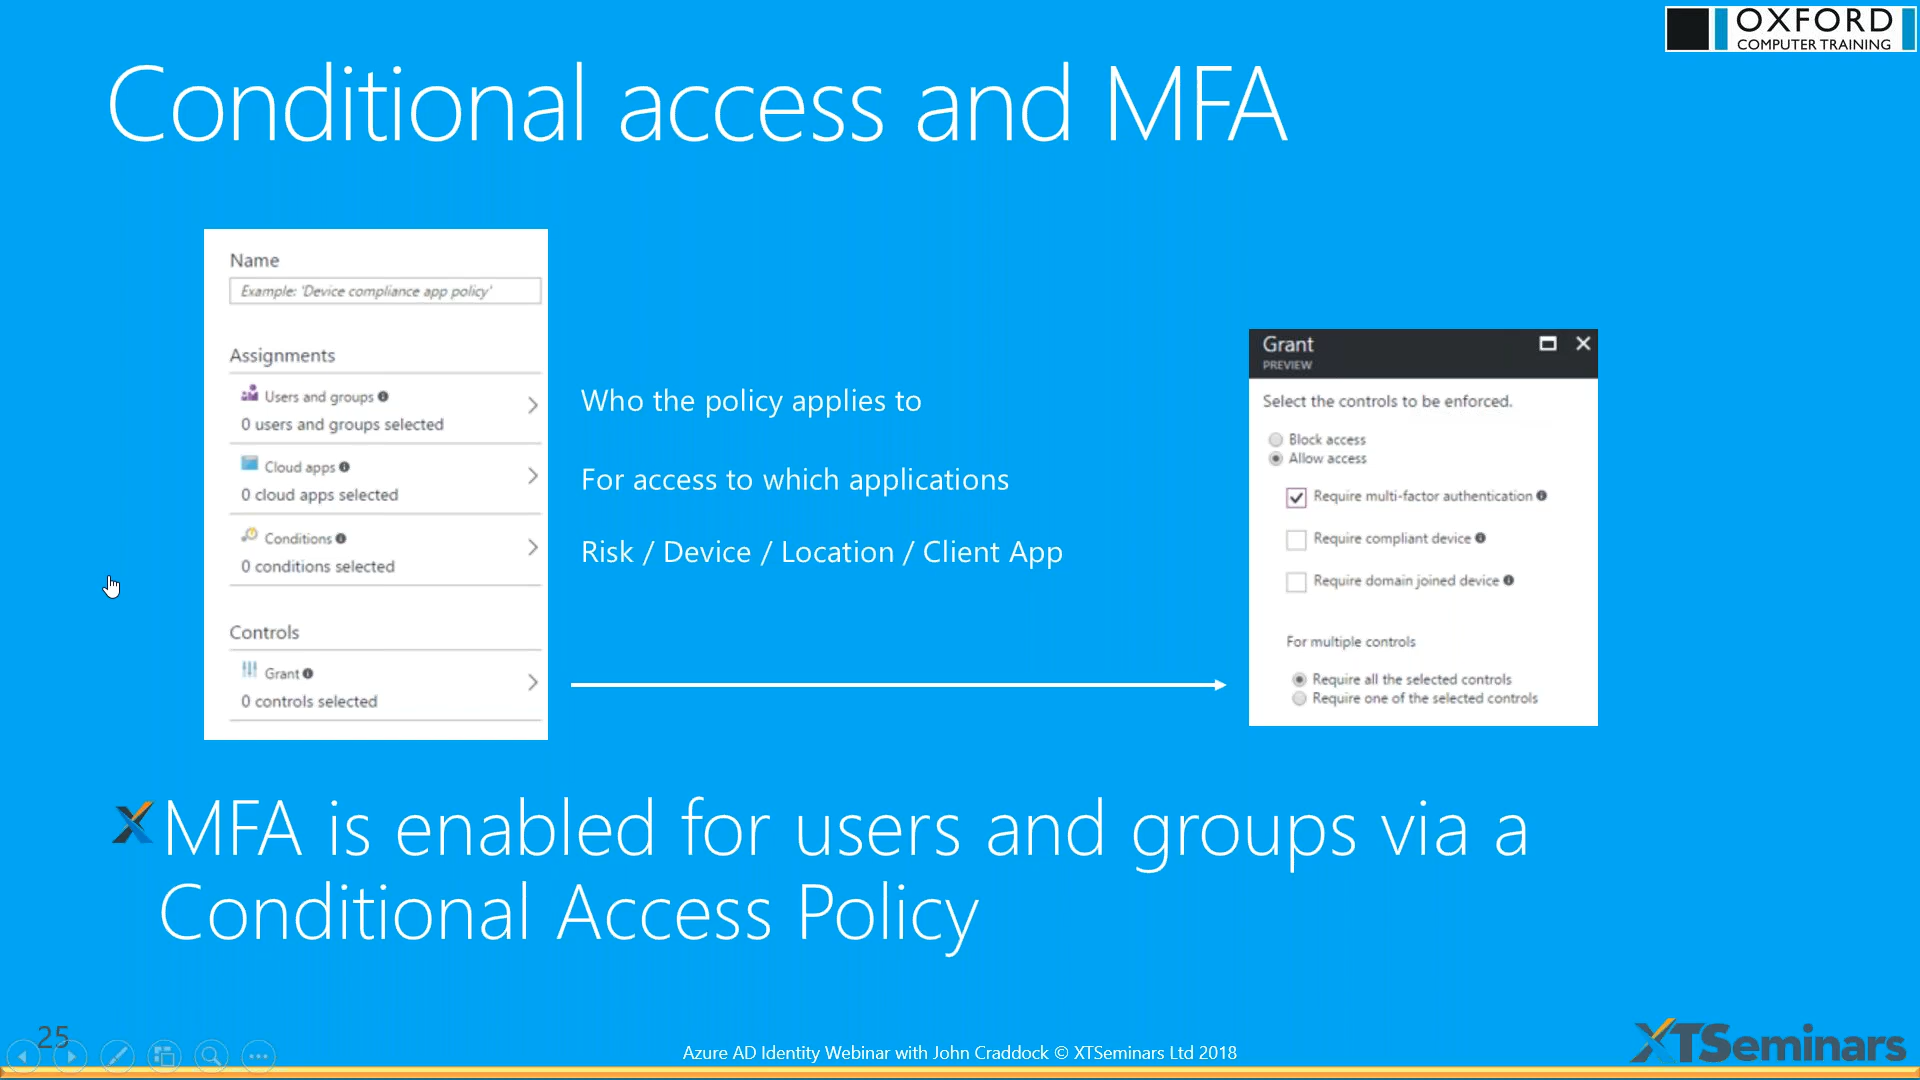 OXFORD
COMPUTER TRAINING
Conditional access and MFA
Name
Example: 'Device compliance app policy'
Assignments
Users and groups
0 users and groups selected
Cloud apps
0 cloud apps selected
Conditions
0 conditions selected
Controls
Grant
0 controls selected
Who the policy applies to
For access to which applications
Risk / Device / Location / Client App
Grant
PREVIEW
Select the controls to be enforced.
Block access
Allow access
Require multi-factor authentication
Require compliant device
Require domain joined device
For multiple controls
Require all the selected controls
Require one of the selected controls
MFA is enabled for users and groups via a
Conditional Access Policy
25
Azure AD Identity Webinar with John Craddock © XTSeminars Ltd 2018
XTSeminars